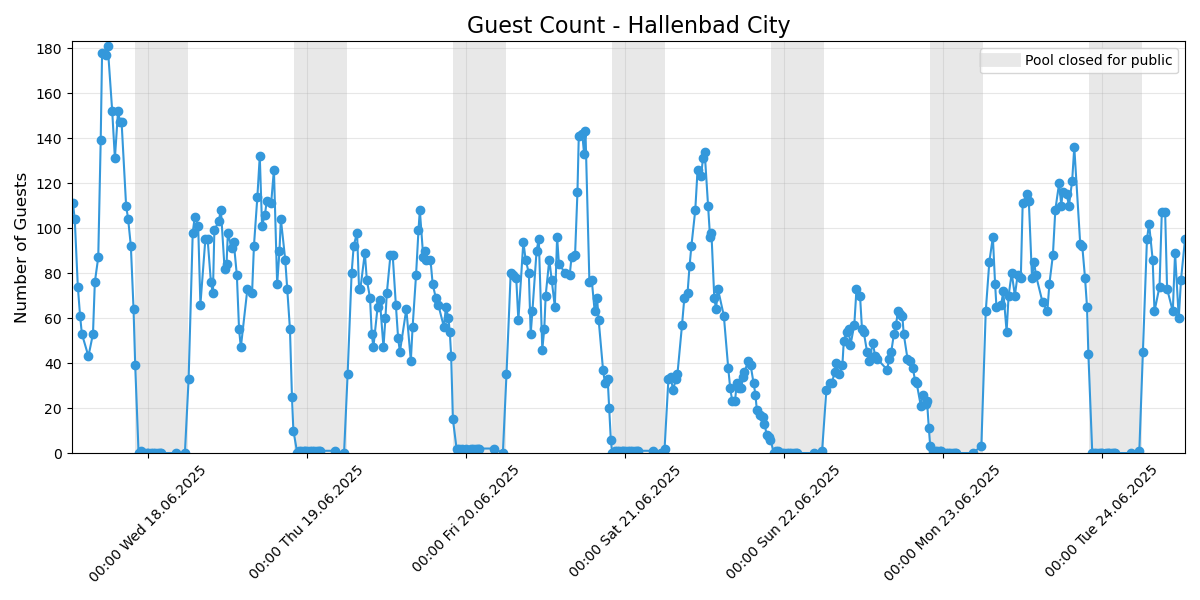 Guest Count - Hallenbad City
Pool closed for public
Number of Guests
180
160
140
120
100
80
60
40
20
0
00:00 Wed 18.06.2025
00:00 Thu 19.06.2025
00:00 Fri 20.06.2025
00:00 Sat 21.06.2025
00:00 Sun 22.06.2025
00:00 Mon 23.06.2025
00:00 Tue 24.06.2025